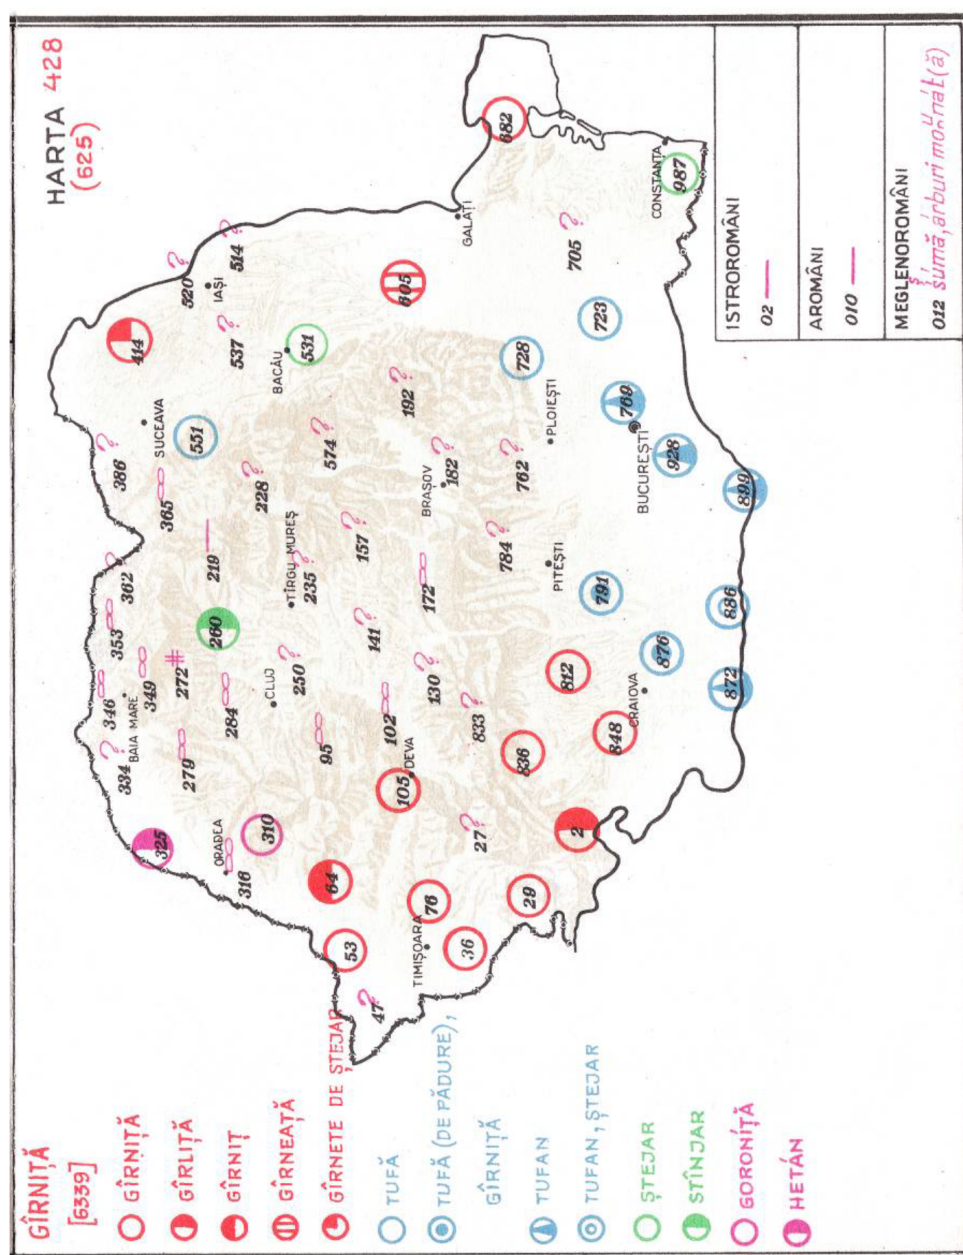 GÎRNIȚĂ
[6339]
GÎRNIȚĂ
GÎRLIȚĂ
GÎRNIȚ
GÎRNEAȚĂ
GÎRNETE DE ȘTEJAR
TUFĂ
TUFĂ (DE PĂDURE),
GÎRNIȚĂ
TUFAN
TUFAN, ȘTEJAR
ȘTEJAR
STÎNJAR
GORONÍȚĂ
HETÁN
HARTA 428
(625)
334
BAIA MARE
346
349
353
362
365
386
SUCEAVA
414
520
IAȘI
514
325
279
272
260
219
551
537
ORADEA
316
310
284
CLUJ
250
TÎRGU-MUREȘ
235
228
BACĂU
531
53
64
95
574
47
105
DEVA
102
141
157
192
605
TIMIȘOARA
76
130
172
BRAȘOV
182
GALAȚI
36
27
833
784
762
682
29
836
PLOIEȘTI
728
2
848
812
PITEȘTI
791
705
723
CRAIOVA
876
BUCUREȘTI
769
928
CONSTANȚA
987
872
886
899
ISTROROMÂNI
02
AROMÂNI
010
MEGLENOROMÂNI
012